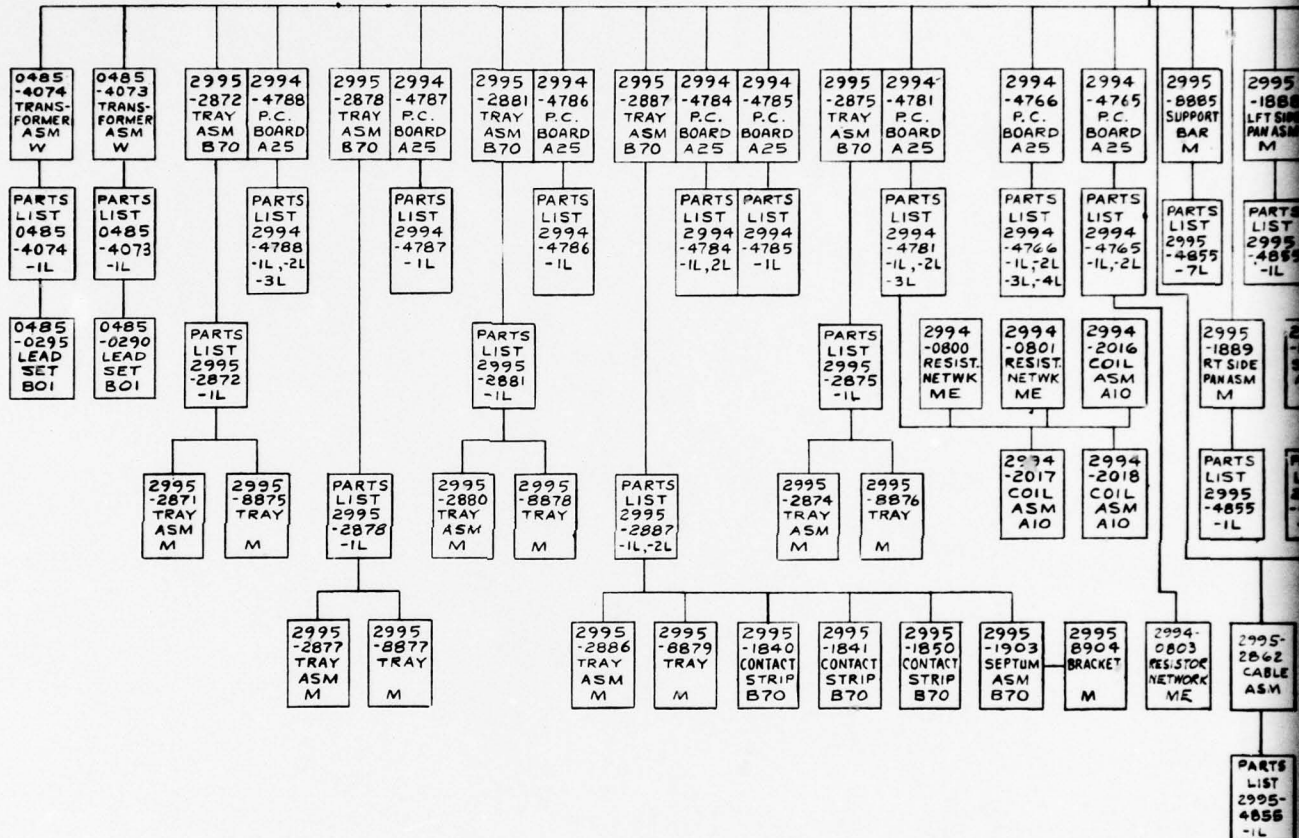 0485
-4074
TRANS-
FORMER
ASM
W
0485
-4073
TRANS-
FORMER
ASM
W
2995
-2872
TRAY
ASM
B70
2994
-4788
P.C.
BOARD
A25
2995
-2878
TRAY
ASM
B70
2994
-4787
P.C.
BOARD
A25
2995
-2881
TRAY
ASM
B70
2994
-4786
P.C.
BOARD
A25
2995
-2887
TRAY
ASM
B70
2994
-4784
P.C.
BOARD
A25
2994
-4785
P.C.
BOARD
A25
2995
-2875
TRAY
ASM
B70
2994-
-4781
P.C.
BOARD
A25
2994
-4766
P.C.
BOARD
A25
2994
-4765
P.C.
BOARD
A25
2995
-8885
SUPPORT
BAR
M
2995
-1888
LFT SIDE
PAN ASM
M
PARTS
LIST
0485
-4074
-1L
PARTS
LIST
0485
-4073
-1L
PARTS
LIST
2994
-4788
-1L,-2L
-3L
PARTS
LIST
2994
-4787
-1L
PARTS
LIST
2994
-4786
-1L
PARTS
LIST
2994
-4784
-1L,2L
PARTS
LIST
2994
-4785
-1L
PARTS
LIST
2994
-4781
-1L,-2L
-3L
PARTS
LIST
2994
-4766
-1L,-2L
-3L,-4L
PARTS
LIST
2994
-4765
-1L,-2L
PARTS
LIST
2995
-4855
-7L
PARTS
LIST
2995
-4855
-1L
0485
-0295
LEAD
SET
B01
0485
-0290
LEAD
SET
B01
PARTS
LIST
2995
-2872
-1L
PARTS
LIST
2995
-2881
-1L
PARTS
LIST
2995
-2875
-1L
2994
-0800
RESIST.
NETWK
ME
2994
-0801
RESIST.
NETWK
ME
2994
-2016
COIL
ASM
A10
2995
-1889
RT SIDE
PAN ASM
M
2995
-2871
TRAY
ASM
M
2995
-8875
TRAY
M
PARTS
LIST
2995
-2878
-1L
2995
-2880
TRAY
ASM
M
2995
-8878
TRAY
M
PARTS
LIST
2995
-2887
-1L,-2L
2995
-2874
TRAY
ASM
M
2995
-8876
TRAY
M
2994
-2017
COIL
ASM
A10
2994
-2018
COIL
ASM
A10
PARTS
LIST
2995
-4855
-1L
2995
-2877
TRAY
ASM
M
2995
-8877
TRAY
M
2995
-2886
TRAY
ASM
M
2995
-8879
TRAY
M
2995
-1840
CONTACT
STRIP
B70
2995
-1841
CONTACT
STRIP
B70
2995
-1850
CONTACT
STRIP
B70
2995
-1903
SEPTUM
ASM
B70
2995
8904
BRACKET
M
2994-
0803
RESISTOR
NETWORK
ME
2995-
2862
CABLE
ASM
PARTS
LIST
2995-
4855
-1L